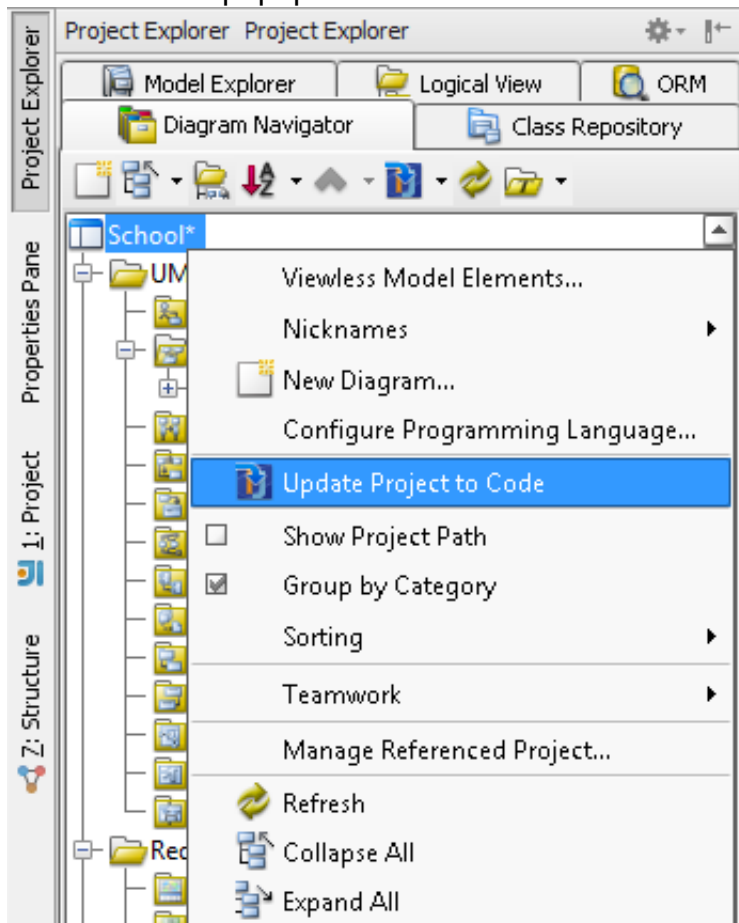 Project Explorer Project Explorer
Model Explorer
Logical View
ORM
Diagram Navigator
Class Repository
School*
UM
Viewless Model Elements...
Nicknames
New Diagram...
Configure Programming Language...
Update Project to Code
Show Project Path
Group by Category
Sorting
Teamwork
Manage Referenced Project...
Refresh
Rec
Collapse All
Expand All
Project Explorer
Properties Pane
1: Project
7: Structure